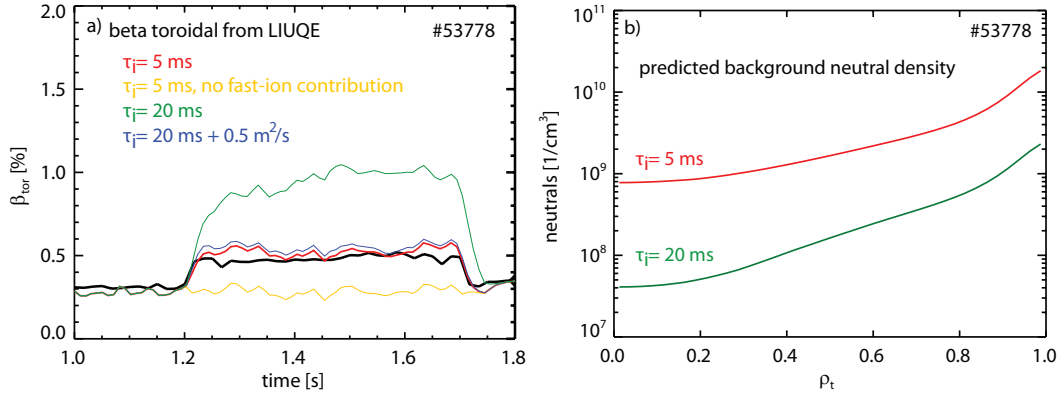 a) beta toroidal from LIUQE #53778
τi= 5 ms
τi= 5 ms, no fast-ion contribution
τi= 20 ms
τi= 20 ms + 0.5 m²/s
2.0
1.5
1.0
0.5
0.0
βtor [%]
1.0 1.2 1.4 1.6 1.8
time [s]
b) #53778
predicted background neutral density
τi= 5 ms
τi= 20 ms
10¹¹
10¹⁰
10⁹
10⁸
10⁷
neutrals [1/cm³]
0.0 0.2 0.4 0.6 0.8 1.0
ρt